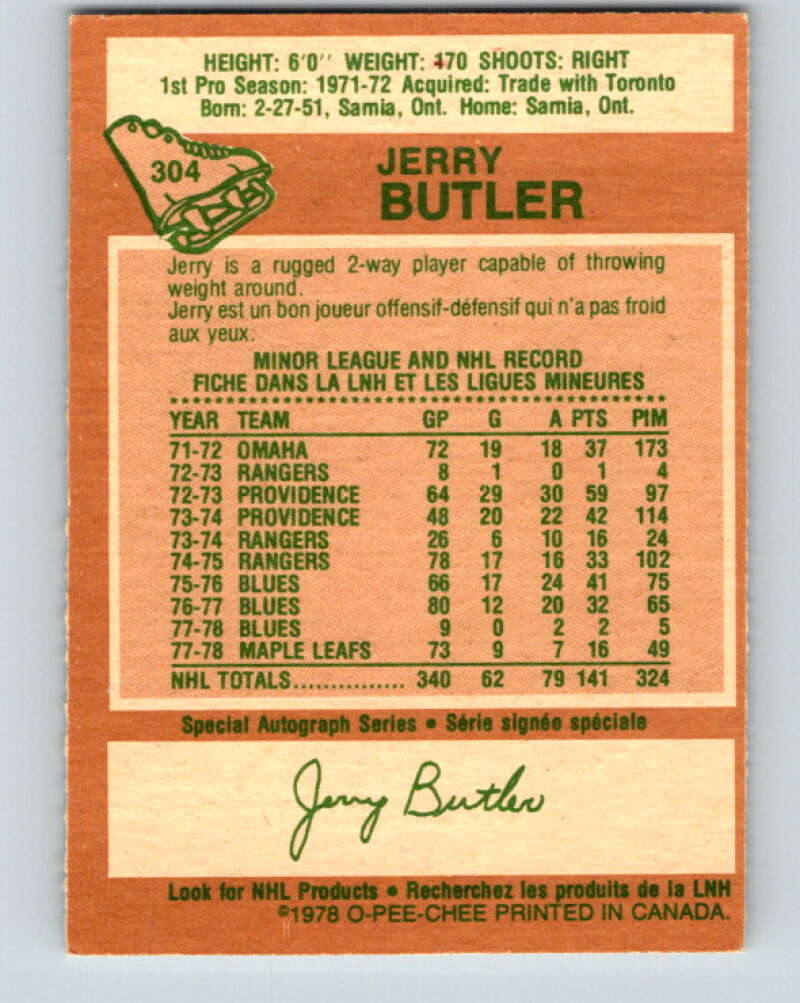 HEIGHT: 6'0'' WEIGHT: 170 SHOOTS: RIGHT
1st Pro Season: 1971-72 Acquired: Trade with Toronto
Born: 2-27-51, Sarnia, Ont. Home: Sarnia, Ont.
304
JERRY
BUTLER
Jerry is a rugged 2-way player capable of throwing
weight around.
Jerry est un bon joueur offensif-défensif qui n'a pas froid
aux yeux.
MINOR LEAGUE AND NHL RECORD
FICHE DANS LA LNH ET LES LIGUES MINEURES
YEAR TEAM GP G A PTS PIM
71-72 OMAHA 72 19 18 37 173
72-73 RANGERS 8 1 0 1 4
72-73 PROVIDENCE 64 29 30 59 97
73-74 PROVIDENCE 48 20 22 42 114
73-74 RANGERS 26 6 10 16 24
74-75 RANGERS 78 17 16 33 102
75-76 BLUES 66 17 24 41 75
76-77 BLUES 80 12 20 32 65
77-78 BLUES 9 0 2 2 5
77-78 MAPLE LEAFS 73 9 7 16 49
NHL TOTALS............... 340 62 79 141 324
Special Autograph Series • Série signée spéciale
Jerry Butler
Look for NHL Products • Recherchez les produits de la LNH
©1978 O-PEE-CHEE PRINTED IN CANADA.